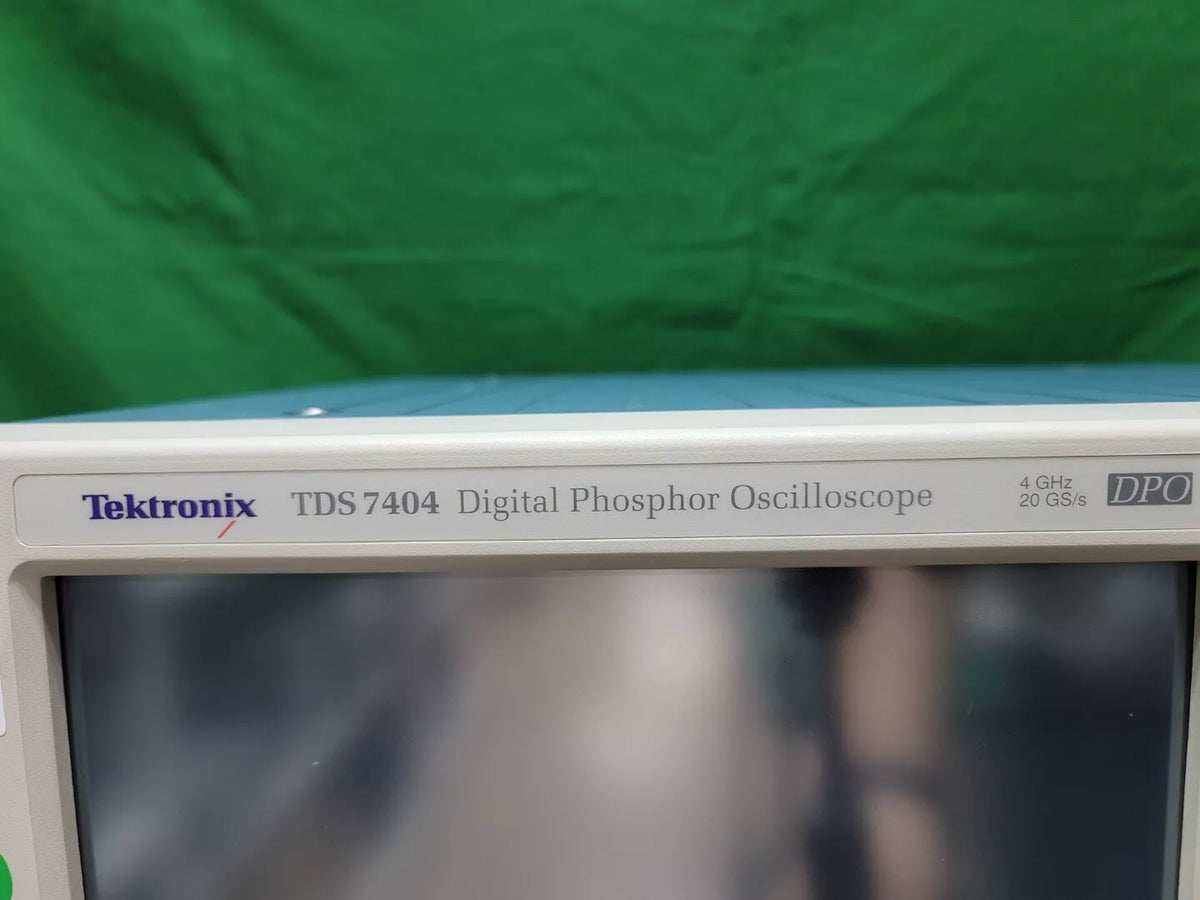 Tektronix TDS 7404 Digital Phosphor Oscilloscope
4 GHz
20 GS/s
DPO